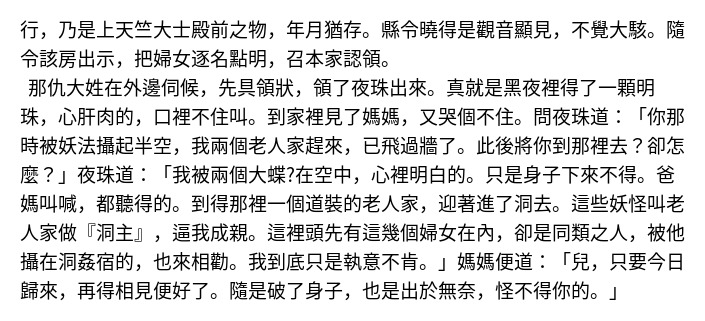 行，乃是上天竺大士殿前之物，年月猶存。縣令曉得是觀音顯見，不覺大駭。隨
令該房出示，把婦女逐名點明，召本家認領。
那仇大姓在外邊伺候，先具領狀，領了夜珠出來。真就是黑夜裡得了一顆明
珠，心肝肉的，口裡不住叫。到家裡見了媽媽，又哭個不住。問夜珠道：「你那
時被妖法攝起半空，我兩個老人家趕來，已飛過牆了。此後將你到那裡去？卻怎
麼？」夜珠道：「我被兩個大蝶?在空中，心裡明白的。只是身子下來不得。爸
媽叫喊，都聽得的。到得那裡一個道裝的老人家，迎著進了洞去。這些妖怪叫老
人家做『洞主』，逼我成親。這裡頭先有這幾個婦女在內，卻是同類之人，被他
攝在洞姦宿的，也來相勸。我到底只是執意不肯。」媽媽便道：「兒，只要今日
歸來，再得相見便好了。隨是破了身子，也是出於無奈，怪不得你的。」